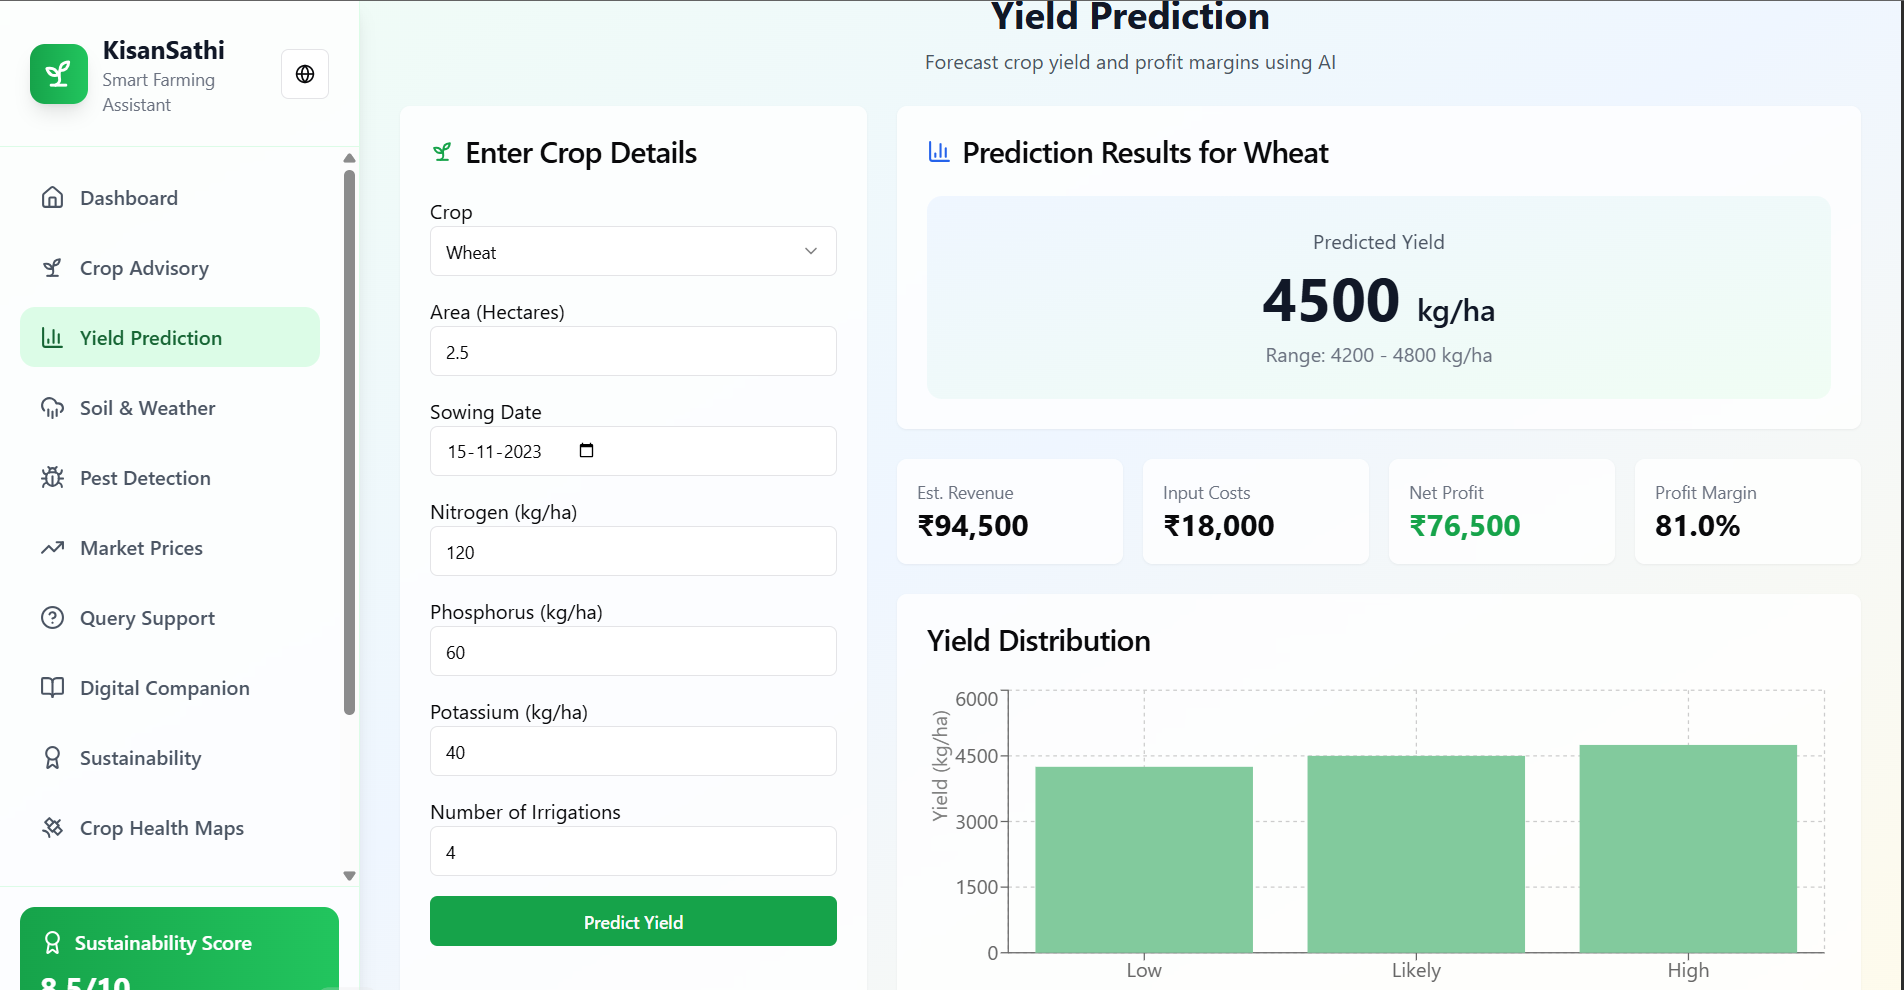 KisanSathi
Smart Farming
Assistant
Dashboard
Crop Advisory
Yield Prediction
Soil & Weather
Pest Detection
Market Prices
Query Support
Digital Companion
Sustainability
Crop Health Maps
Sustainability Score
8.5/10
Yield Prediction
Forecast crop yield and profit margins using AI
Enter Crop Details
Crop
Wheat
Area (Hectares)
2.5
Sowing Date
15-11-2023
Nitrogen (kg/ha)
120
Phosphorus (kg/ha)
60
Potassium (kg/ha)
40
Number of Irrigations
4
Predict Yield
Prediction Results for Wheat
Predicted Yield
4500 kg/ha
Range: 4200 - 4800 kg/ha
Est. Revenue
₹94,500
Input Costs
₹18,000
Net Profit
₹76,500
Profit Margin
81.0%
Yield Distribution
Yield (kg/ha)
6000
4500
3000
1500
0
Low Likely High